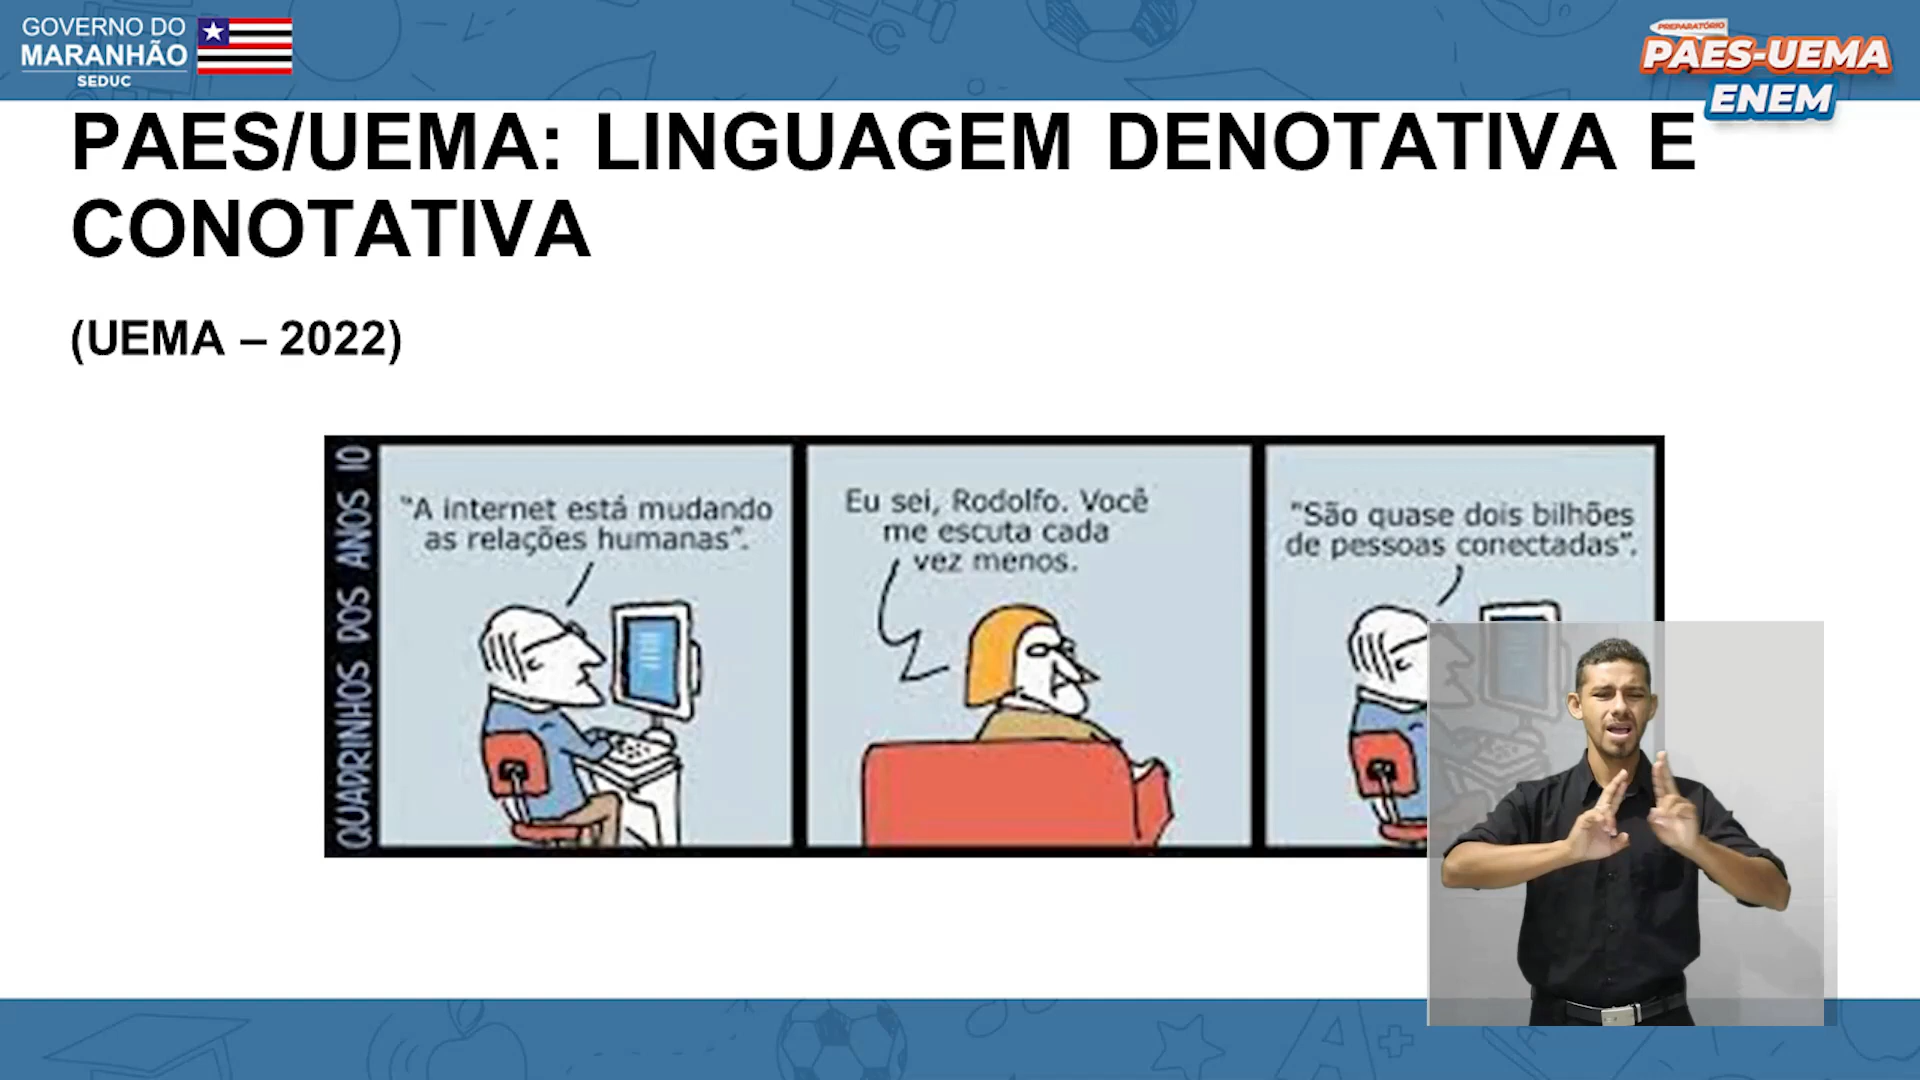 GOVERNO DO
MARANHÃO
SEDUC
PREPARATÓRIO
PAES-UEMA
ENEM
PAES/UEMA: LINGUAGEM DENOTATIVA E
CONOTATIVA
(UEMA – 2022)
QUADRINHOS DOS ANOS 10
"A internet está mudando
as relações humanas".
Eu sei, Rodolfo. Você
me escuta cada
vez menos.
"São quase dois bilhões
de pessoas conectadas".
A+